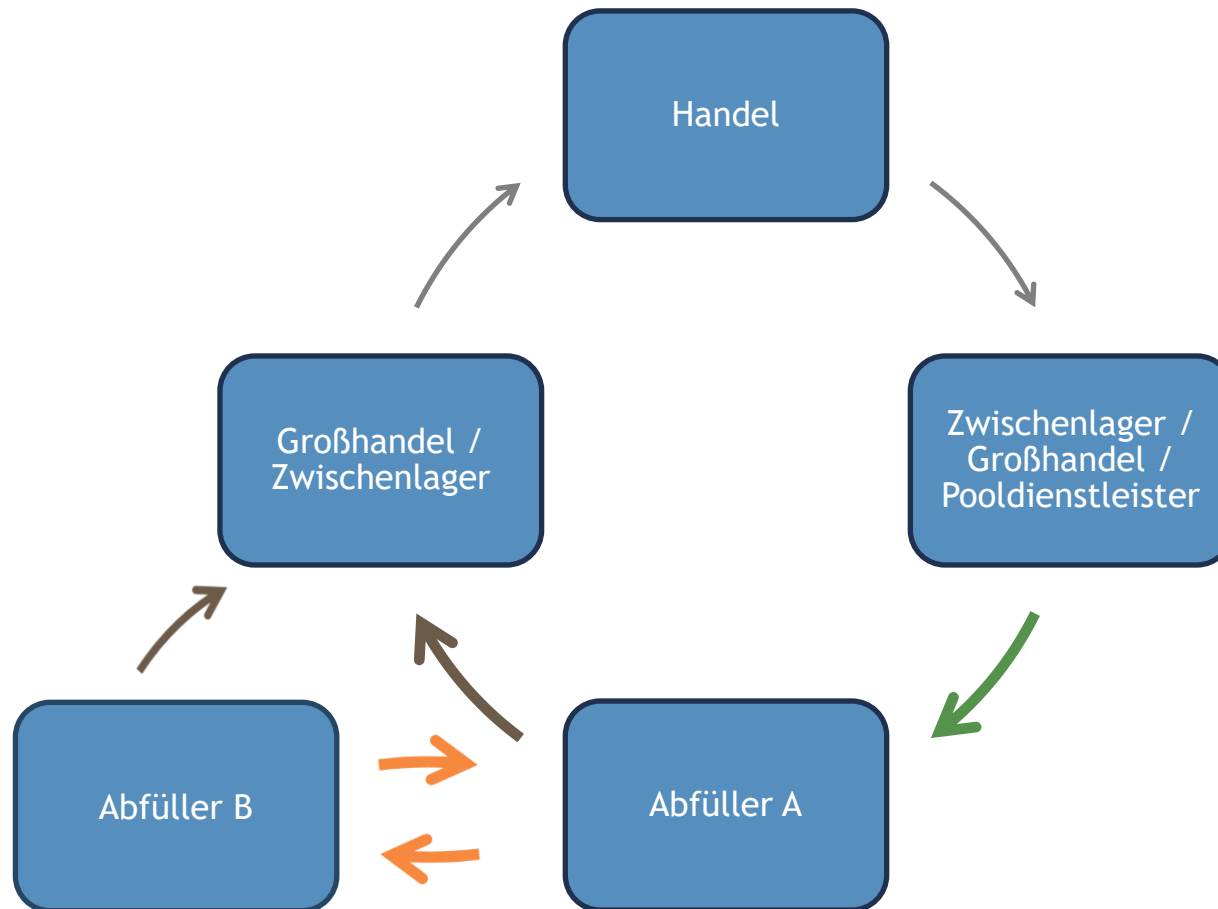 Handel
Großhandel /
Zwischenlager
Zwischenlager /
Großhandel /
Pooldienstleister
Abfüller B
Abfüller A